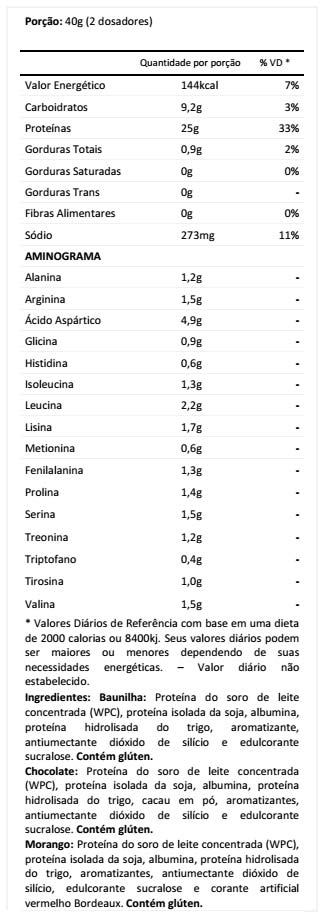 Porção: 40g (2 dosadores)
Quantidade por porção % VD *
Valor Energético 144kcal 7%
Carboidratos 9,2g 3%
Proteínas 25g 33%
Gorduras Totais 0,9g 2%
Gorduras Saturadas 0g 0%
Gorduras Trans 0g -
Fibras Alimentares 0g 0%
Sódio 273mg 11%
AMINOGRAMA
Alanina 1,2g -
Arginina 1,5g -
Ácido Aspártico 4,9g -
Glicina 0,9g -
Histidina 0,6g -
Isoleucina 1,3g -
Leucina 2,2g -
Lisina 1,7g -
Metionina 0,6g -
Fenilalanina 1,3g -
Prolina 1,4g -
Serina 1,5g -
Treonina 1,2g -
Triptofano 0,4g -
Tirosina 1,0g -
Valina 1,5g -
* Valores Diários de Referência com base em uma dieta
de 2000 calorias ou 8400kj. Seus valores diários podem
ser maiores ou menores dependendo de suas
necessidades energéticas. – Valor diário não
estabelecido.
Ingredientes: Baunilha: Proteína do soro de leite
concentrada (WPC), proteína isolada da soja, albumina,
proteína hidrolisada do trigo, aromatizante,
antiumectante dióxido de silício e edulcorante
sucralose. Contém glúten.
Chocolate: Proteína do soro de leite concentrada
(WPC), proteína isolada da soja, albumina, proteína
hidrolisada do trigo, cacau em pó, aromatizantes,
antiumectante dióxido de silício e edulcorante
sucralose. Contém glúten.
Morango: Proteína do soro de leite concentrada (WPC),
proteína isolada da soja, albumina, proteína hidrolisada
do trigo, aromatizantes, antiumectante dióxido de
silício, edulcorante sucralose e corante artificial
vermelho Bordeaux. Contém glúten.